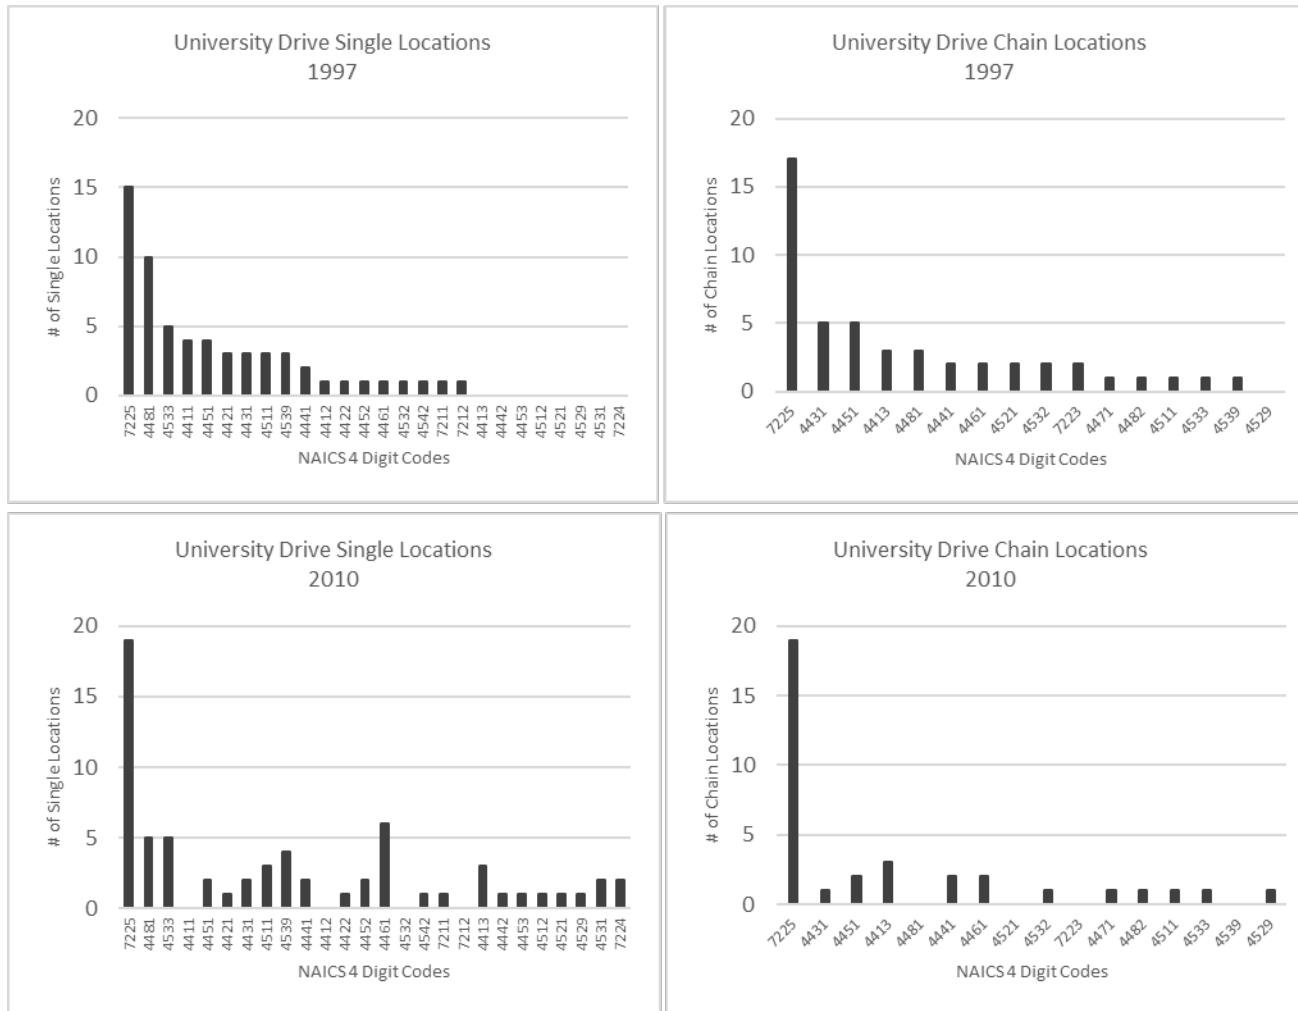 University Drive Single Locations
1997
20
15
10
5
0
# of Single Locations
7225 4481 4533 4411 4451 4421 4431 4511 4539 4441 4412 4422 4452 4461 4532 4542 7211 7212 4413 4442 4453 4512 4521 4529 4531 7224
NAICS 4 Digit Codes
University Drive Chain Locations
1997
20
15
10
5
0
# of Chain Locations
7225 4431 4451 4413 4481 4441 4461 4521 4532 7223 4471 4482 4511 4533 4539 4529
NAICS 4 Digit Codes
University Drive Single Locations
2010
20
15
10
5
0
# of Single Locations
7225 4481 4533 4411 4451 4421 4431 4511 4539 4441 4412 4422 4452 4461 4532 4542 7211 7212 4413 4442 4453 4512 4521 4529 4531 7224
NAICS 4 Digit Codes
University Drive Chain Locations
2010
20
15
10
5
0
# of Chain Locations
7225 4431 4451 4413 4481 4441 4461 4521 4532 7223 4471 4482 4511 4533 4539 4529
NAICS 4 Digit Codes